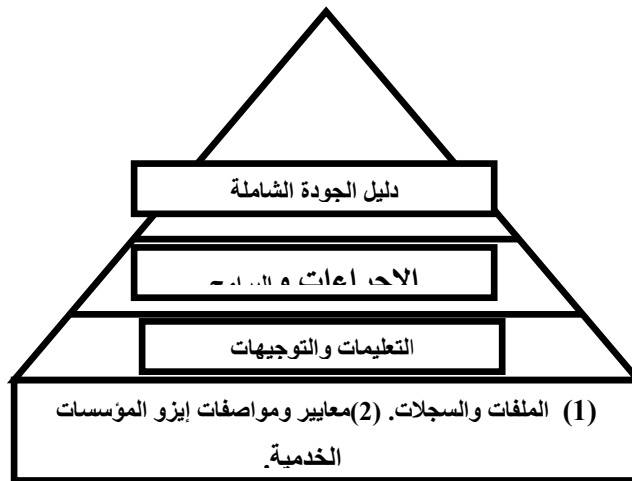 دليل الجودة الشاملة
الاجراءات و
التعليمات والتوجيهات
(1) الملفات والسجلات. (2)معايير ومواصفات إيزو المؤسسات
الخدمية.